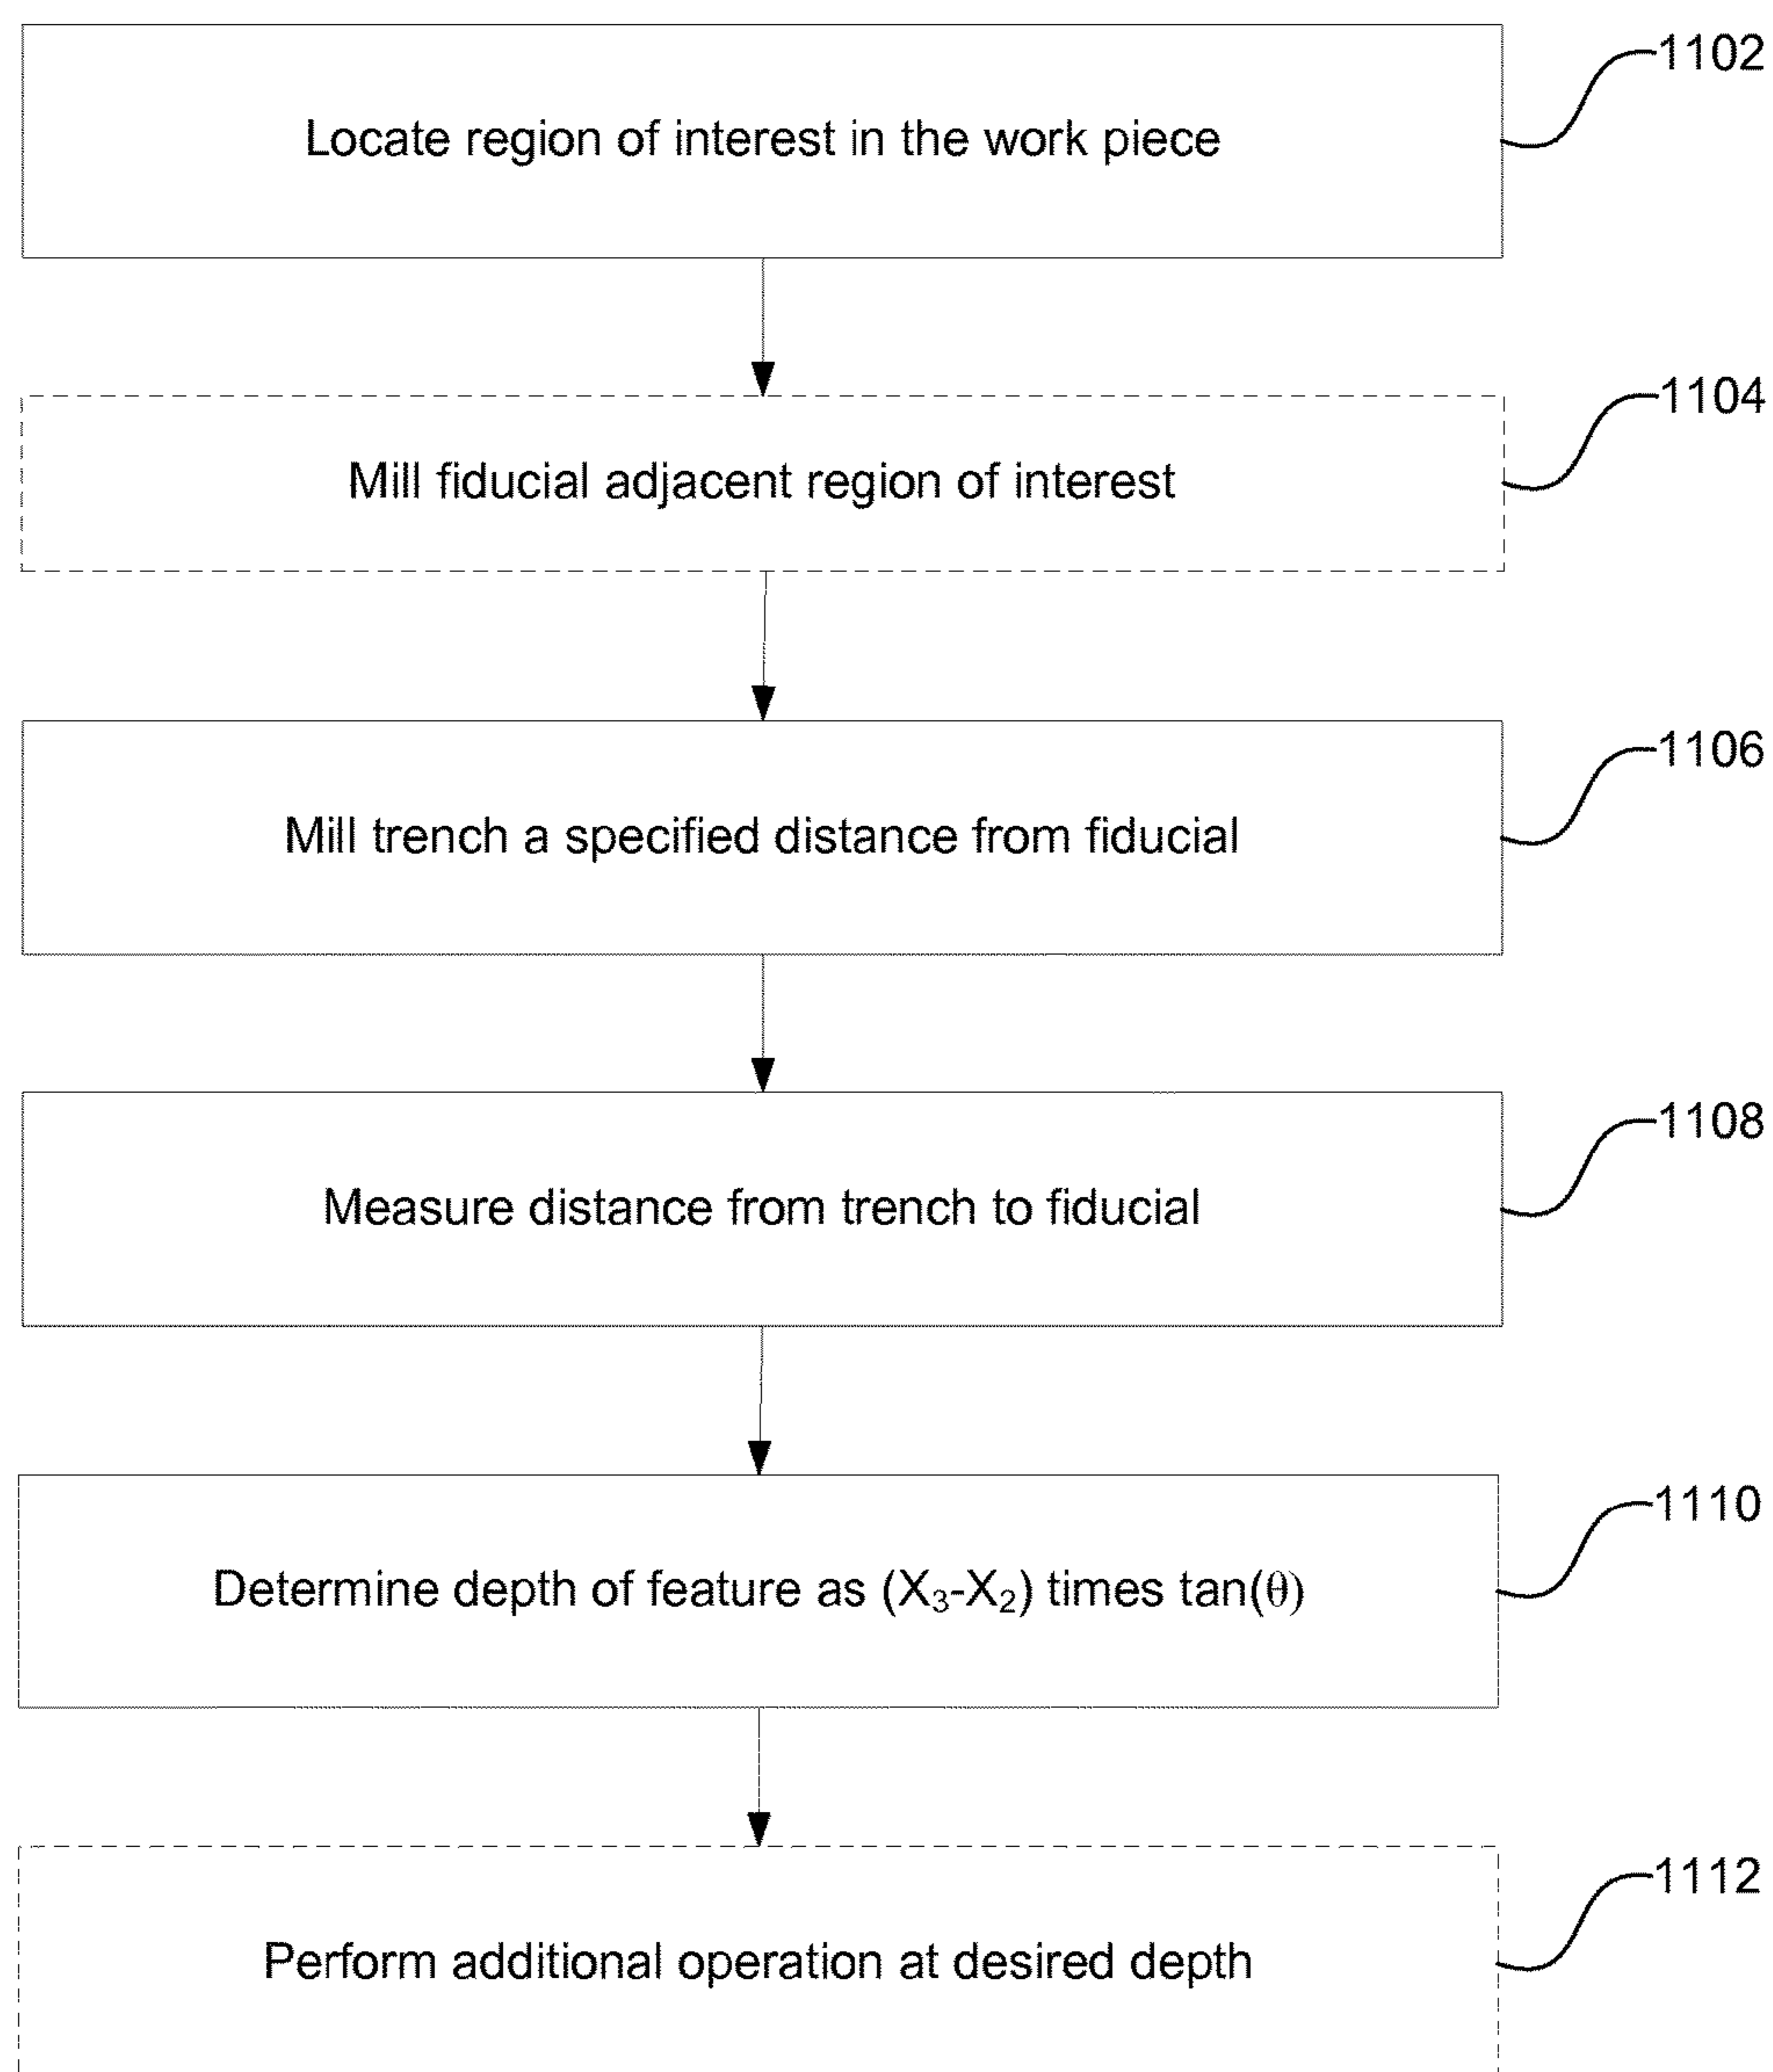 1102
Locate region of interest in the work piece
1104
Mill fiducial adjacent region of interest
1106
Mill trench a specified distance from fiducial
1108
Measure distance from trench to fiducial
1110
Determine depth of feature as (X₃-X₂) times tan(θ)
1112
Perform additional operation at desired depth